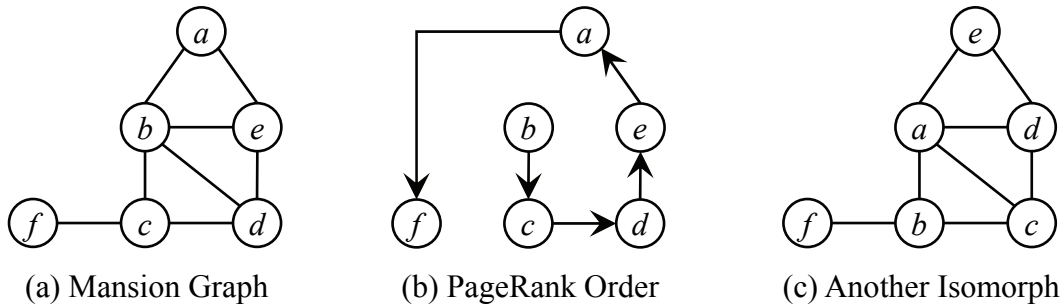 a a e
b e b e a d
f c d f c d f b c
(a) Mansion Graph (b) PageRank Order (c) Another Isomorph